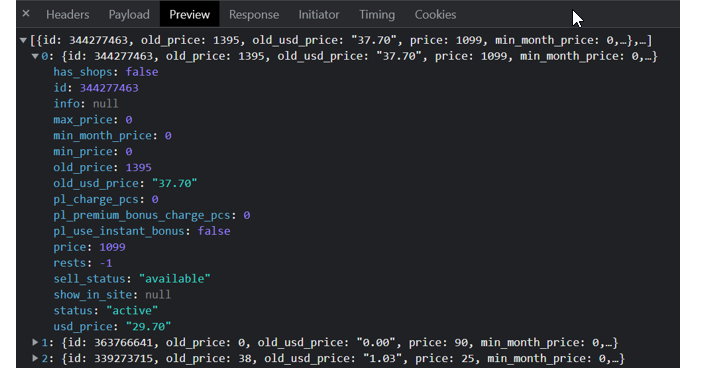 × Headers Payload Preview Response Initiator Timing Cookies
▼[{id: 344277463, old_price: 1395, old_usd_price: "37.70", price: 1099, min_month_price: 0,…},…]
▼0: {id: 344277463, old_price: 1395, old_usd_price: "37.70", price: 1099, min_month_price: 0,…}
has_shops: false
id: 344277463
info: null
max_price: 0
min_month_price: 0
min_price: 0
old_price: 1395
old_usd_price: "37.70"
pl_charge_pcs: 0
pl_premium_bonus_charge_pcs: 0
pl_use_instant_bonus: false
price: 1099
rests: -1
sell_status: "available"
show_in_site: null
status: "active"
usd_price: "29.70"
▶1: {id: 363766641, old_price: 0, old_usd_price: "0.00", price: 90, min_month_price: 0,…}
▶2: {id: 339273715, old_price: 38, old_usd_price: "1.03", price: 25, min_month_price: 0,…}